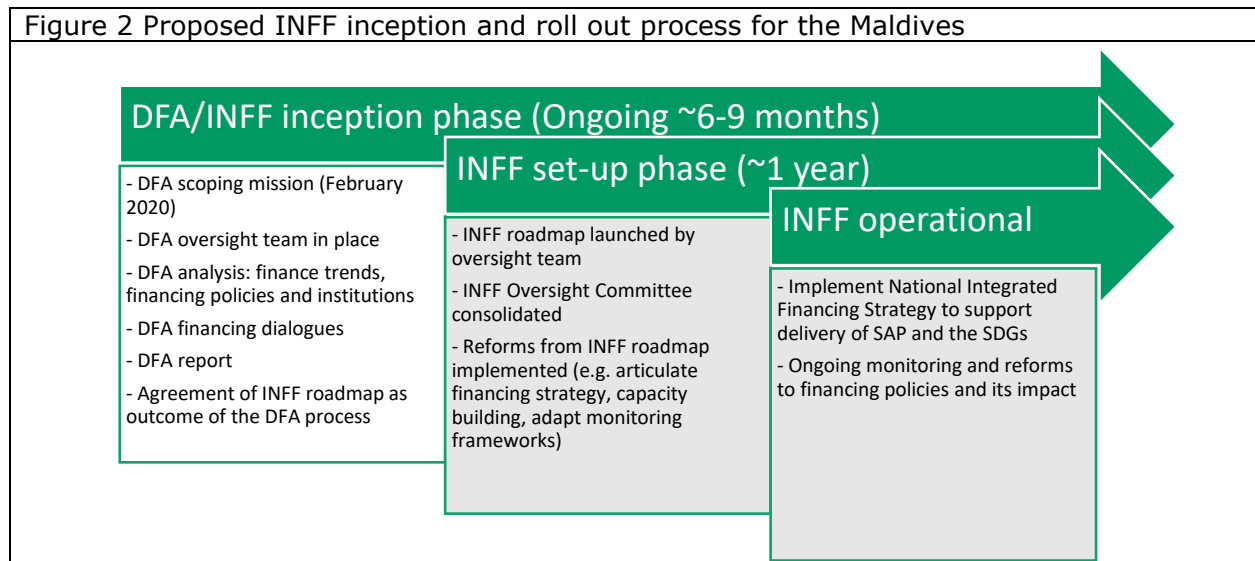 Figure 2 Proposed INFF inception and roll out process for the Maldives
DFA/INFF inception phase (Ongoing ~6-9 months)
- DFA scoping mission (February
2020)
- DFA oversight team in place
- DFA analysis: finance trends,
financing policies and institutions
- DFA financing dialogues
- DFA report
- Agreement of INFF roadmap as
outcome of the DFA process
INFF set-up phase (~1 year)
- INFF roadmap launched by
oversight team
- INFF Oversight Committee
consolidated
- Reforms from INFF roadmap
implemented (e.g. articulate
financing strategy, capacity
building, adapt monitoring
frameworks)
INFF operational
- Implement National Integrated
Financing Strategy to support
delivery of SAP and the SDGs
- Ongoing monitoring and reforms
to financing policies and its impact